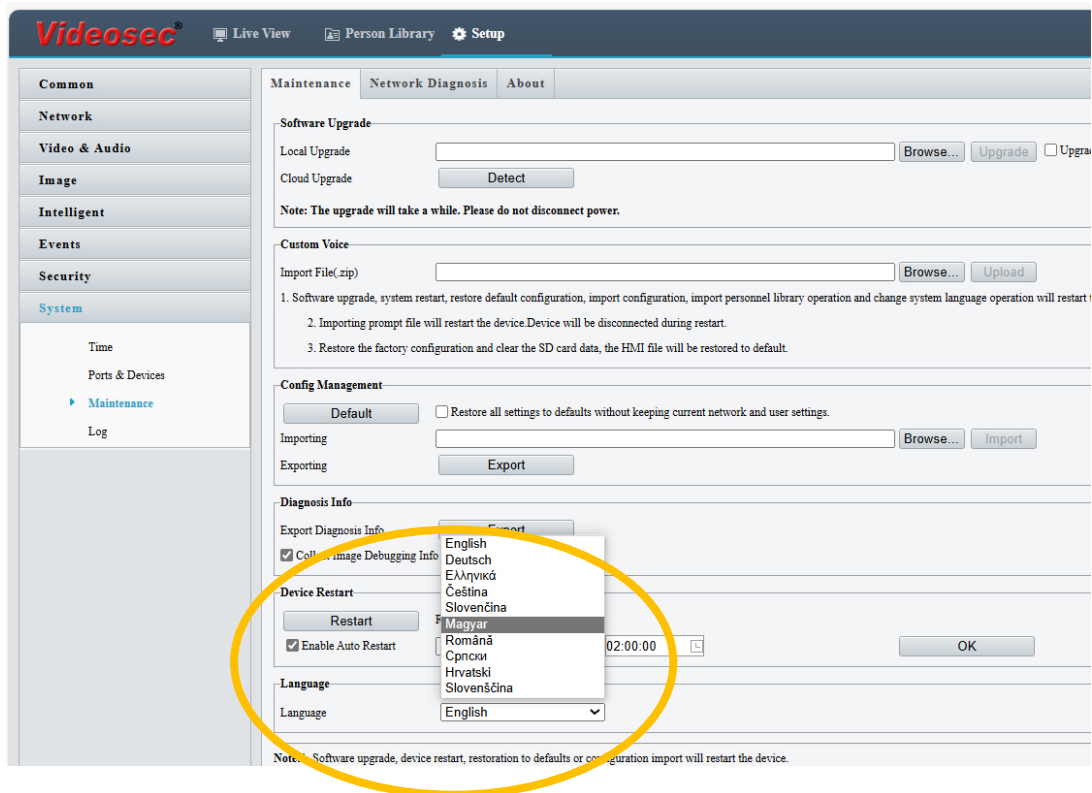 Videosec®
Live View
Person Library
Setup
Common
Network
Video & Audio
Image
Intelligent
Events
Security
System
Time
Ports & Devices
Maintenance
Log
Maintenance
Network Diagnosis
About
Software Upgrade
Local Upgrade
Browse...
Upgrade
Cloud Upgrade
Detect
Note: The upgrade will take a while. Please do not disconnect power.
Custom Voice
Import File(.zip)
Browse...
Upload
1. Software upgrade, system restart, restore default configuration, import configuration, import personnel library operation and change system language operation will restart
2. Importing prompt file will restart the device.Device will be disconnected during restart.
3. Restore the factory configuration and clear the SD card data, the HMI file will be restored to default.
Config Management
Default
Restore all settings to defaults without keeping current network and user settings.
Importing
Browse...
Import
Exporting
Export
Diagnosis Info
Export Diagnosis Info
Export
Image Debugging Info
English
Deutsch
Ελληνικά
Čeština
Slovenčina
Magyar
Română
Српски
Hrvatski
Slovenščina
Device Restart
Restart
Enable Auto Restart
02:00:00
OK
Language
Language
English
Software upgrade, device restart, restoration to defaults or configuration import will restart the device.